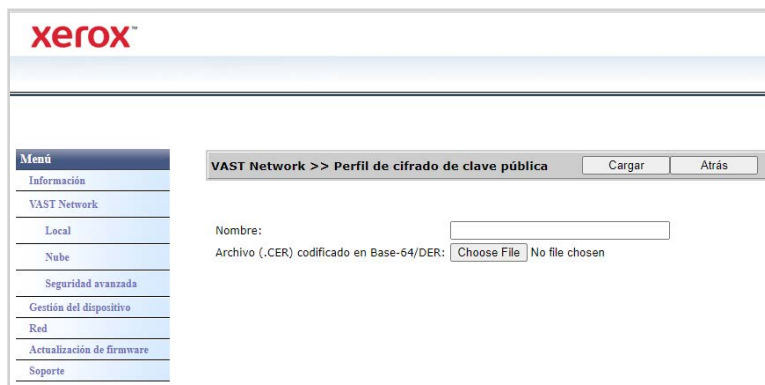 xerox™
Menú
Información
VAST Network
Local
Nube
Seguridad avanzada
Gestión del dispositivo
Red
Actualización de firmware
Soporte
VAST Network >> Perfil de cifrado de clave pública
Cargar
Atrás
Nombre:
Archivo (.CER) codificado en Base-64/DER: Choose File No file chosen